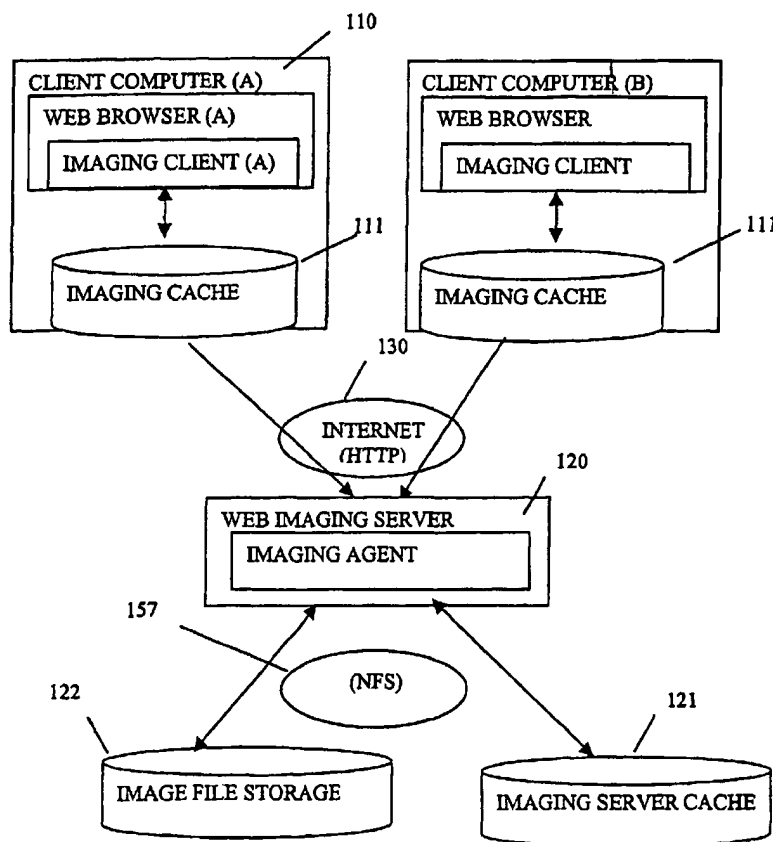 110
CLIENT COMPUTER (A)
WEB BROWSER (A)
IMAGING CLIENT (A)
111
IMAGING CACHE
CLIENT COMPUTER (B)
WEB BROWSER
IMAGING CLIENT
111
IMAGING CACHE
130
INTERNET
(HTTP)
120
WEB IMAGING SERVER
IMAGING AGENT
157
(NFS)
122
IMAGE FILE STORAGE
121
IMAGING SERVER CACHE